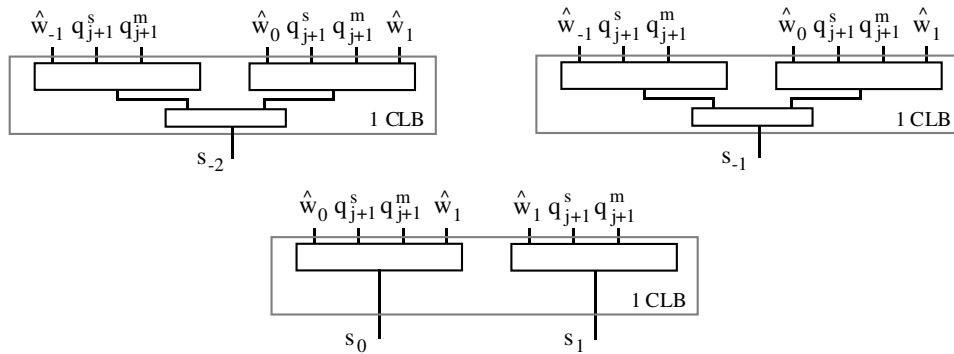 ŵ₋₁ qˢⱼ₊₁ qᵐⱼ₊₁ ŵ₀ qˢⱼ₊₁ qᵐⱼ₊₁ ŵ₁
1 CLB
s₋₂
ŵ₋₁ qˢⱼ₊₁ qᵐⱼ₊₁ ŵ₀ qˢⱼ₊₁ qᵐⱼ₊₁ ŵ₁
1 CLB
s₋₁
ŵ₀ qˢⱼ₊₁ qᵐⱼ₊₁ ŵ₁ ŵ₁ qˢⱼ₊₁ qᵐⱼ₊₁
1 CLB
s₀ s₁